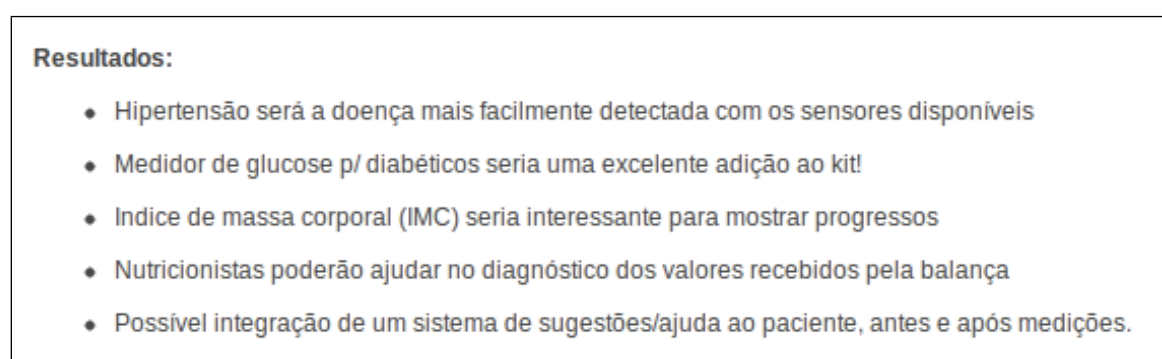 Resultados:
• Hipertensão será a doença mais facilmente detectada com os sensores disponíveis
• Medidor de glucose p/ diabéticos seria uma excelente adição ao kit!
• Indice de massa corporal (IMC) seria interessante para mostrar progressos
• Nutricionistas poderão ajudar no diagnóstico dos valores recebidos pela balança
• Possível integração de um sistema de sugestões/ajuda ao paciente, antes e após medições.